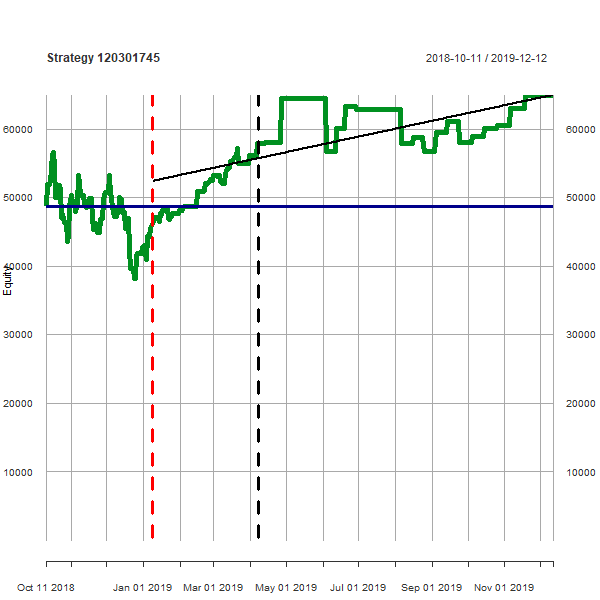 Strategy 120301745 2018-10-11 / 2019-12-12
60000 60000
50000 50000
40000 40000
Equity
30000 30000
20000 20000
10000 10000
Oct 11 2018 Jan 01 2019 Mar 01 2019 May 01 2019 Jul 01 2019 Sep 01 2019 Nov 01 2019